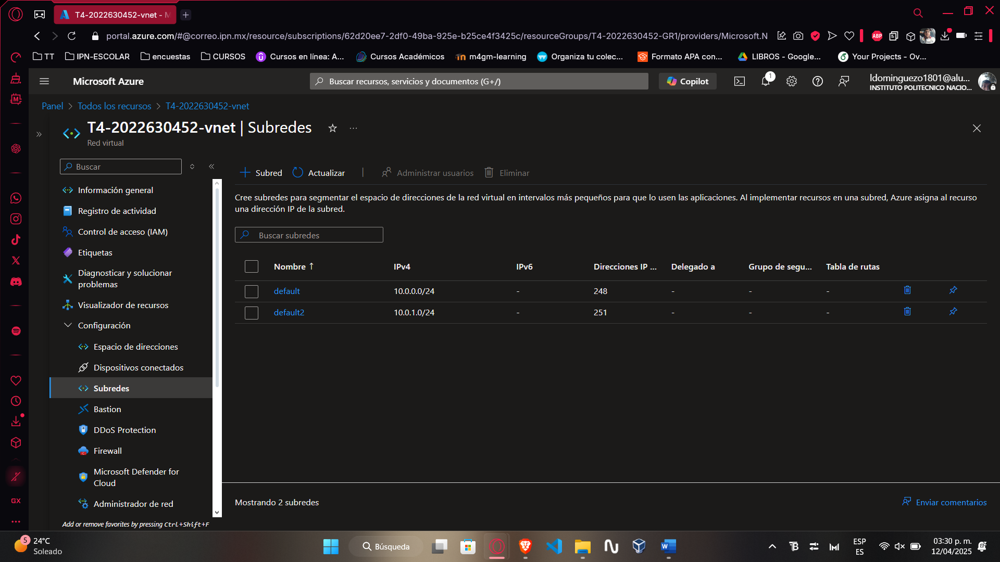 T4-2022630452-vnet - M
portal.azure.com/#@correo.ipn.mx/resource/subscriptions/62d20ee7-2df0-49ba-925e-b25ce4f3425c/resourceGroups/T4-2022630452-GR1/providers/Microsoft.N
ABP
TT
IPN-ESCOLAR
encuestas
CURSOS
Cursos en línea: A...
Cursos Académicos
m4gm-learning
Organiza tu colec...
Formato APA con...
LIBROS - Google...
Your Projects - Ov...
Microsoft Azure
Buscar recursos, servicios y documentos (G+/)
Copilot
1
ldominguezo1801@alu...
INSTITUTO POLITECNICO NACIO...
Panel > Todos los recursos > T4-2022630452-vnet
T4-2022630452-vnet | Subredes
Red virtual
Buscar
Información general
Registro de actividad
Control de acceso (IAM)
Etiquetas
Diagnosticar y solucionar
problemas
Visualizador de recursos
Configuración
Espacio de direcciones
Dispositivos conectados
Subredes
Bastion
DDoS Protection
Firewall
Microsoft Defender for
Cloud
Administrador de red
Add or remove favorites by pressing Ctrl+Shift+F
Subred
Actualizar
Administrar usuarios
Eliminar
Cree subredes para segmentar el espacio de direcciones de la red virtual en intervalos más pequeños para que lo usen las aplicaciones. Al implementar recursos en una subred, Azure asigna al recurso
una dirección IP de la subred.
Buscar subredes
Nombre ↑ IPv4 IPv6 Direcciones IP ... Delegado a Grupo de segu... Tabla de rutas
default 10.0.0.0/24 - 248 - - -
default2 10.0.1.0/24 - 251 - - -
Mostrando 2 subredes
Enviar comentarios
GX
5
24°C
Soleado
Búsqueda
ESP
ES
03:30 p. m.
12/04/2025